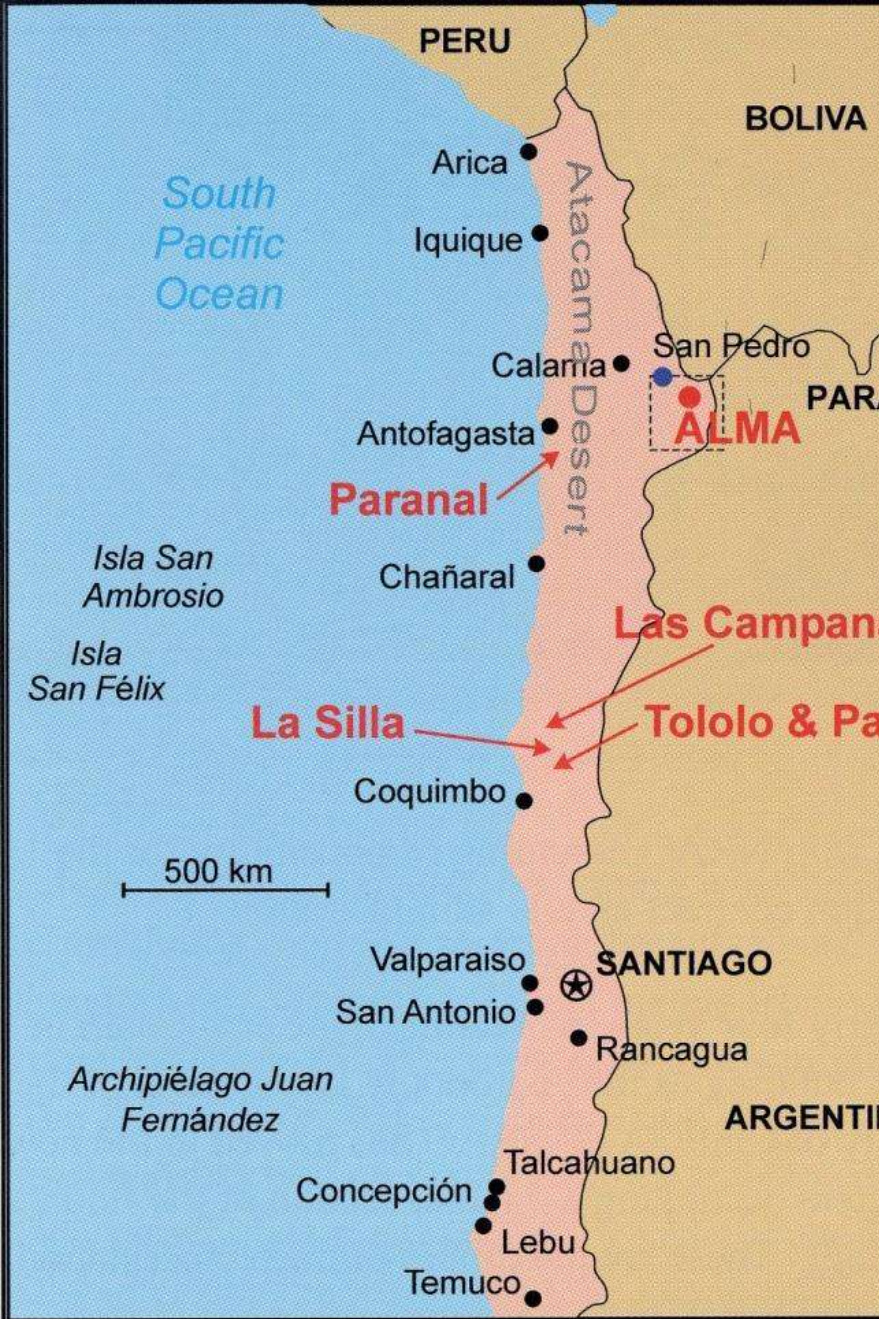 PERU
BOLIVA
Arica
Atacama Desert
South
Pacific
Ocean
Iquique
San Pedro
Calama
PARA
ALMA
Antofagasta
Paranal
Isla San
Ambrosio
Chañaral
Las Campana
Isla
San Félix
La Silla
Tololo & Pa
Coquimbo
500 km
Valparaiso
SANTIAGO
San Antonio
Rancagua
Archipiélago Juan
Fernández
ARGENTI
Talcahuano
Concepción
Lebu
Temuco